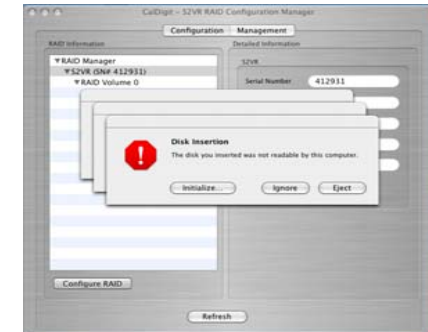 CalDigit - S2VR RAID Configuration Manager
Configuration Management
RAID Information
Detailed Information
▼RAID Manager
▼S2VR (SN# 412931)
▼RAID Volume 0
S2VR
Serial Number 412931
Disk Insertion
The disk you inserted was not readable by this computer.
Initialize... Ignore Eject
Configure RAID
Refresh